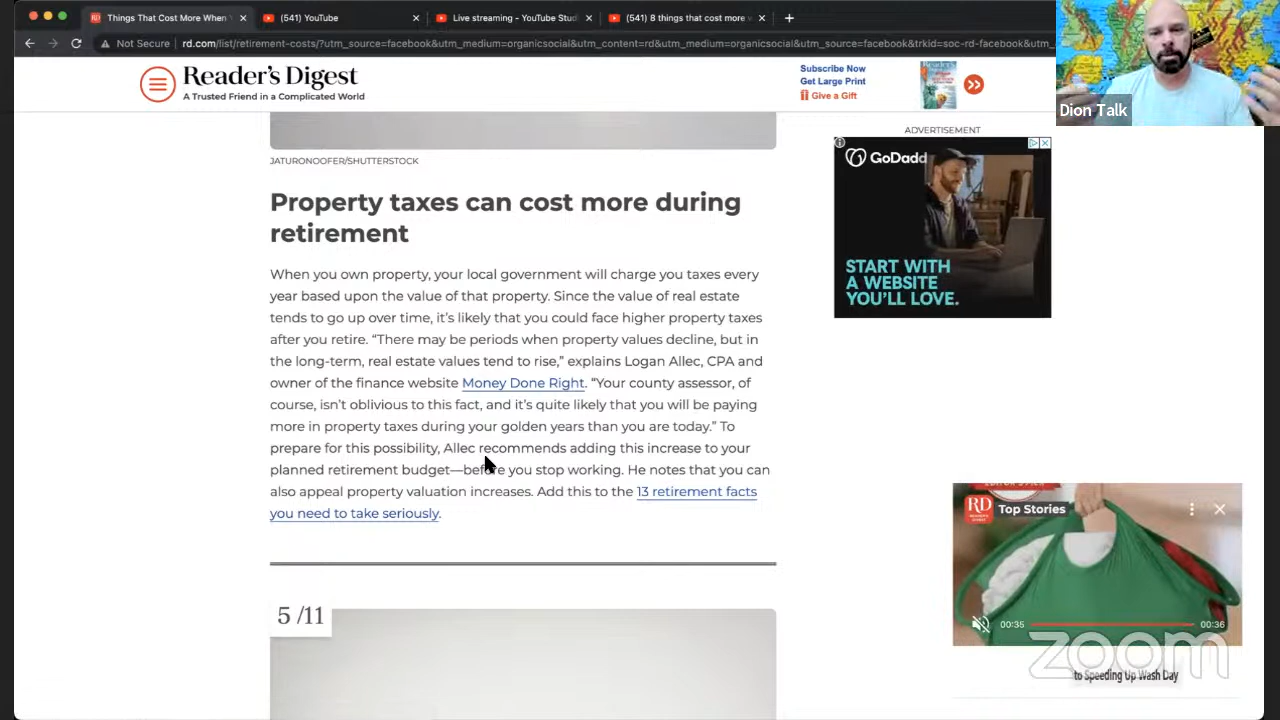 Things That Cost More When Y
(541) YouTube
Live streaming - YouTube Stud
(541) 8 things that cost more w
Not Secure
rd.com/list/retirement-costs/?utm_source=facebook&utm_medium=organicsocial&utm_content=rd&utm_medium=organicsocial&utm_source=facebook&trkid=soc-rd-facebook&utm_
Dion Talk
Reader's Digest
A Trusted Friend in a Complicated World
Subscribe Now
Get Large Print
Give a Gift
JATURONOOFER/SHUTTERSTOCK
Property taxes can cost more during
retirement
When you own property, your local government will charge you taxes every
year based upon the value of that property. Since the value of real estate
tends to go up over time, it's likely that you could face higher property taxes
after you retire. “There may be periods when property values decline, but in
the long-term, real estate values tend to rise,” explains Logan Allec, CPA and
owner of the finance website Money Done Right. “Your county assessor, of
course, isn't oblivious to this fact, and it's quite likely that you will be paying
more in property taxes during your golden years than you are today.” To
prepare for this possibility, Allec recommends adding this increase to your
planned retirement budget—before you stop working. He notes that you can
also appeal property valuation increases. Add this to the 13 retirement facts
you need to take seriously.
5 /11
ADVERTISEMENT
GoDadd
START WITH
A WEBSITE
YOU'LL LOVE.
RD
Top Stories
00:35
00:36
zoom
to Speeding Up Wash Day